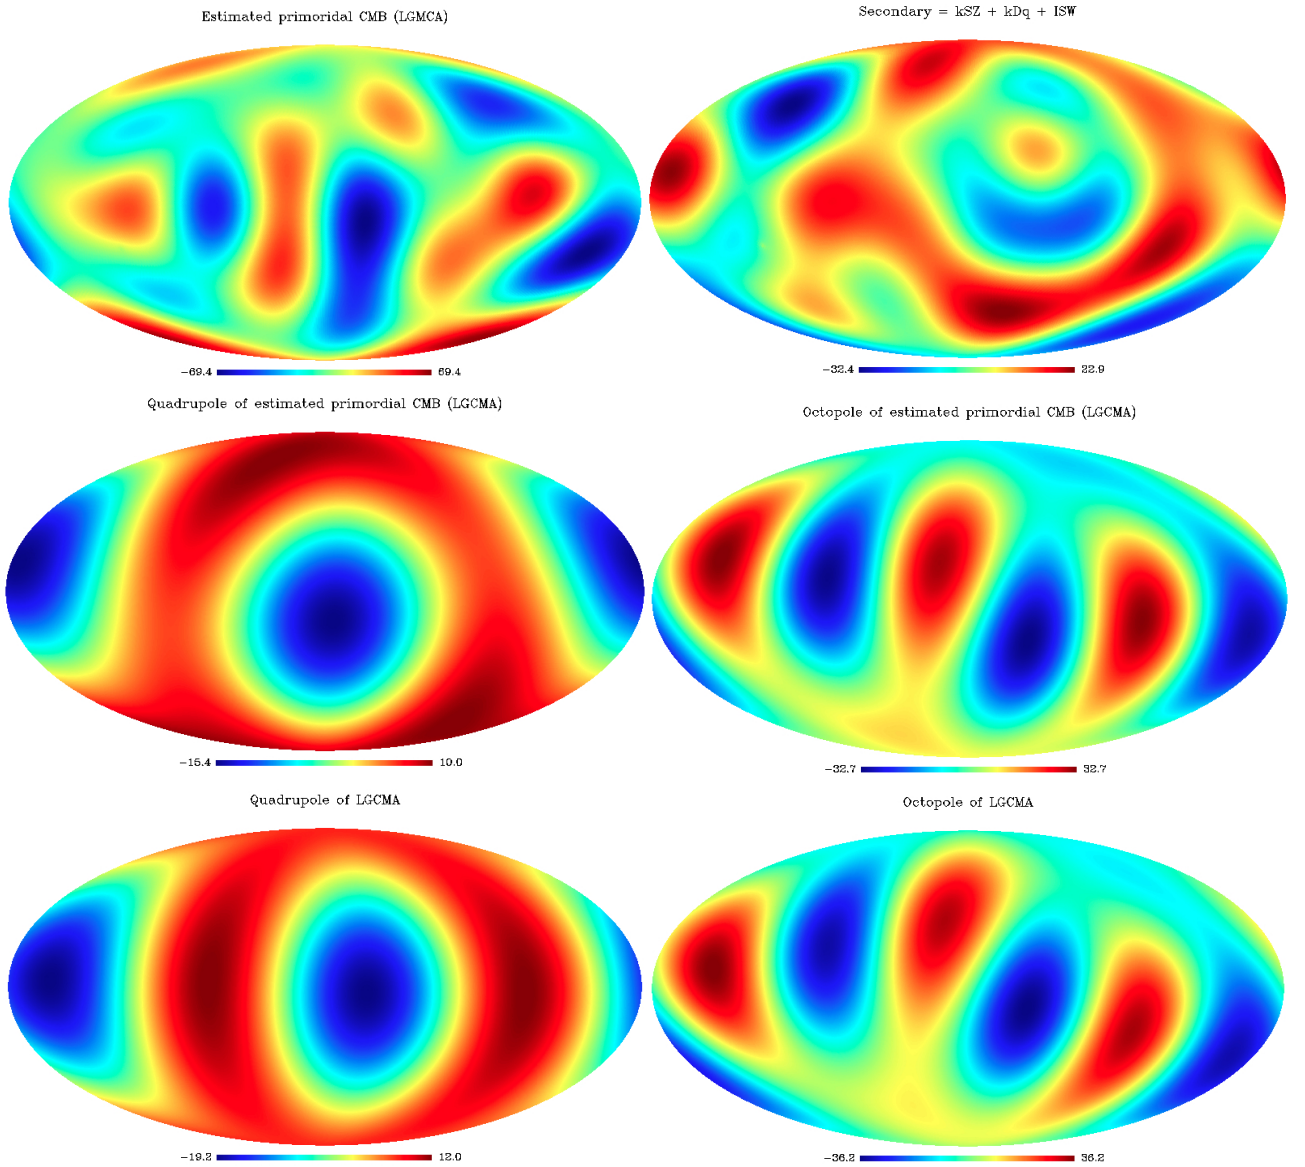 Estimated primoridal CMB (LGMCA)
Secondary = kSZ + kDq + ISW
-69.4 69.4
-32.4 22.9
Quadrupole of estimated primordial CMB (LGCMA)
Octopole of estimated primordial CMB (LGCMA)
-15.4 10.0
-32.7 32.7
Quadrupole of LGCMA
Octopole of LGCMA
-19.2 12.0
-36.2 36.2